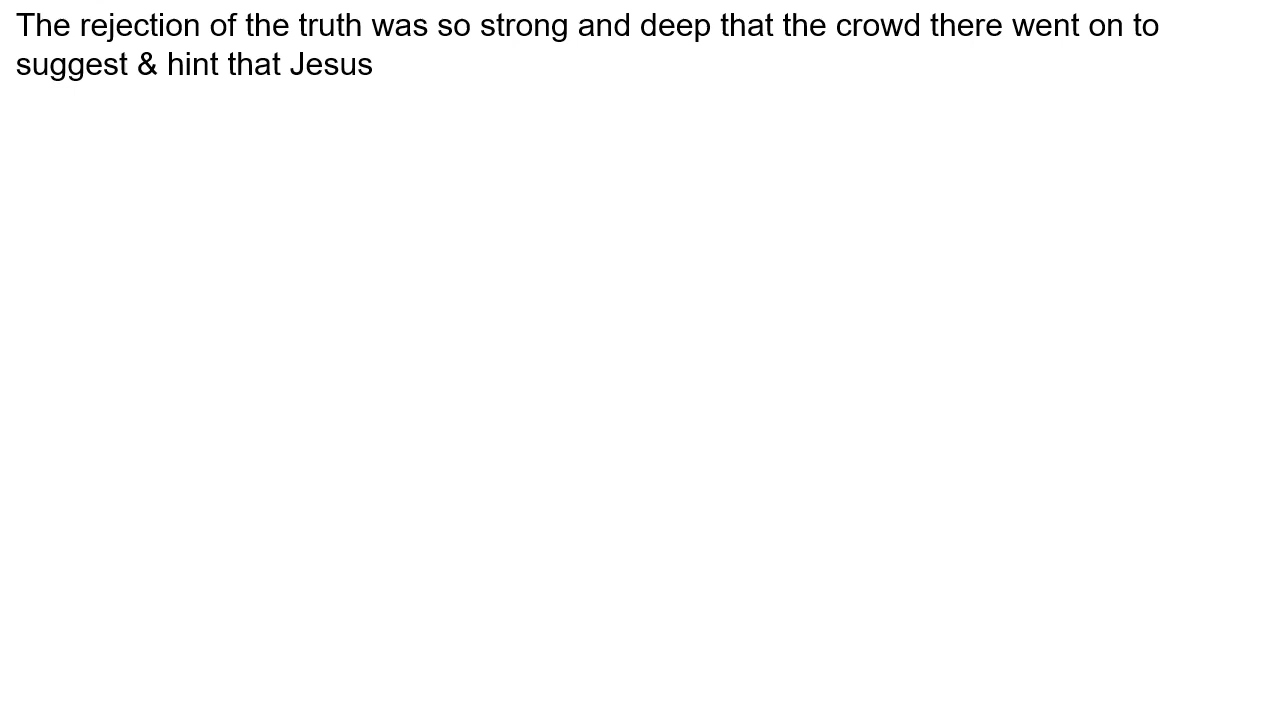 The rejection of the truth was so strong and deep that the crowd there went on to
suggest & hint that Jesus